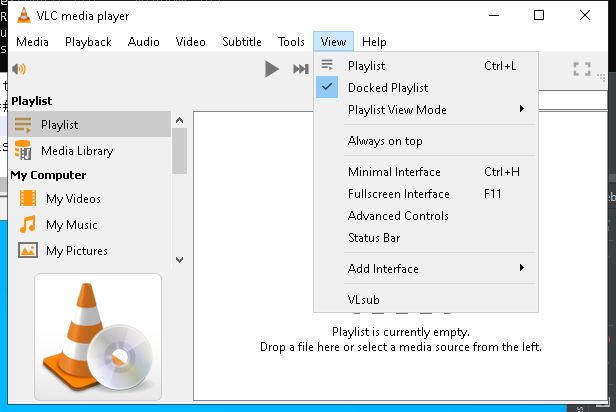 VLC media player
Media Playback Audio Video Subtitle Tools View Help
Playlist
Playlist
Media Library
My Computer
My Videos
My Music
My Pictures
Playlist Ctrl+L
Docked Playlist
Playlist View Mode
Always on top
Minimal Interface Ctrl+H
Fullscreen Interface F11
Advanced Controls
Status Bar
Add Interface
VLsub
Playlist is currently empty.
Drop a file here or select a media source from the left.